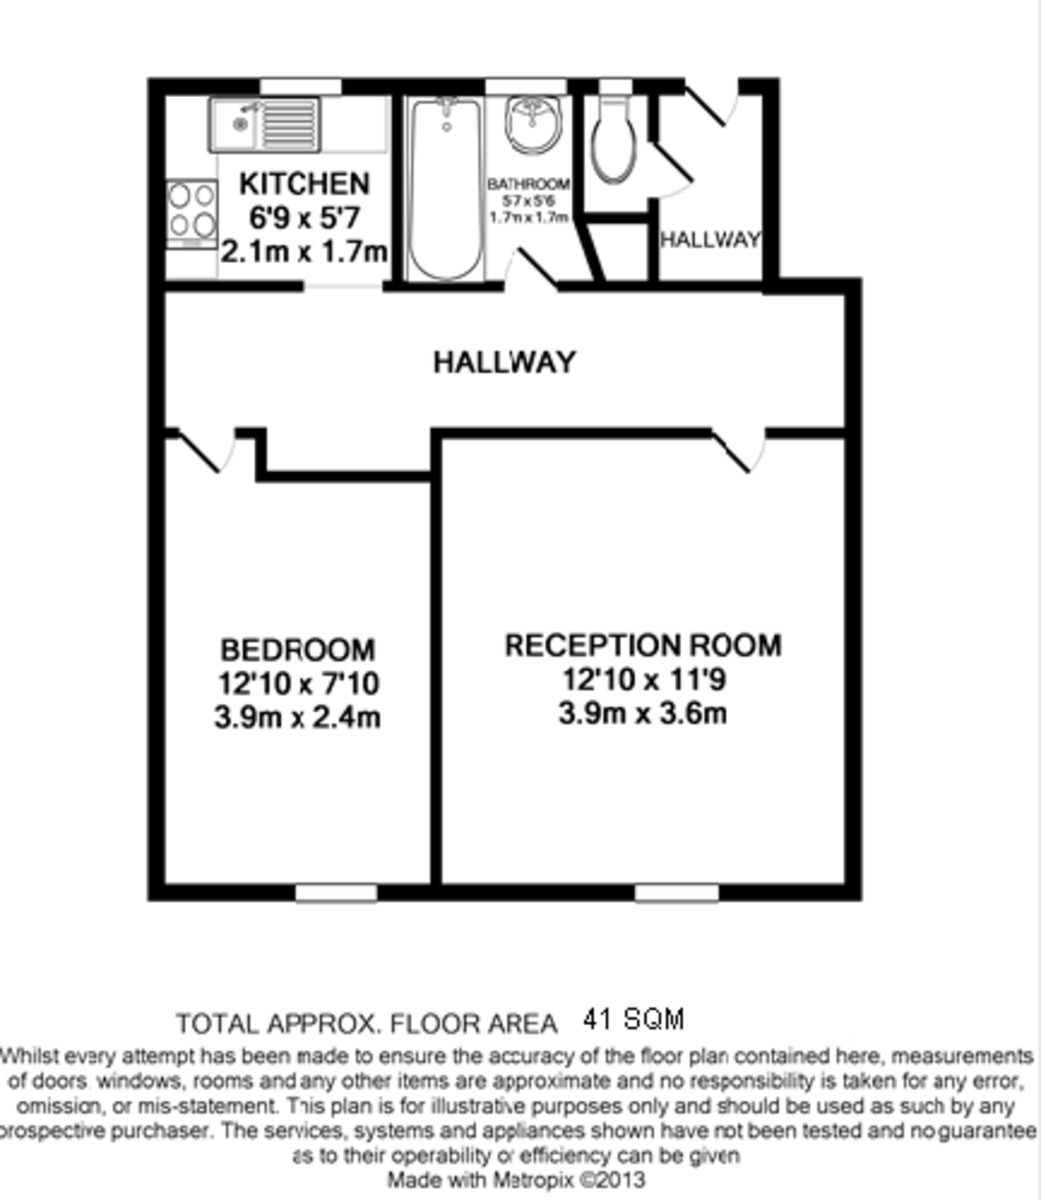 KITCHEN
6'9 x 5'7
2.1m x 1.7m
BATHROOM
5'7 x 5'6
1.7m x 1.7m
HALLWAY
HALLWAY
BEDROOM
12'10 x 7'10
3.9m x 2.4m
RECEPTION ROOM
12'10 x 11'9
3.9m x 3.6m
TOTAL APPROX. FLOOR AREA 41 SQM
Whilst every attempt has been made to ensure the accuracy of the floor plan contained here, measurements
of doors, windows, rooms and any other items are approximate and no responsibility is taken for any error,
omission, or mis-statement. This plan is for illustrative purposes only and should be used as such by any
prospective purchaser. The services, systems and appliances shown have not been tested and no guarantee
as to their operability or efficiency can be given
Made with Metropix ©2013